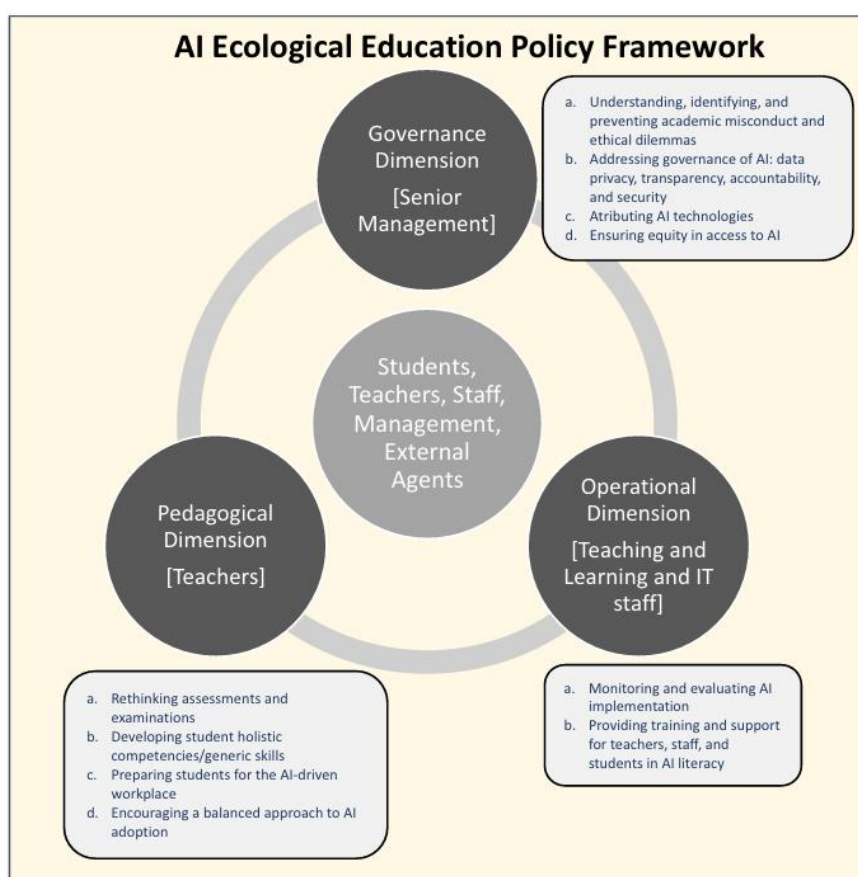 AI Ecological Education Policy Framework
Governance
Dimension
[Senior
Management]
a. Understanding, identifying, and
preventing academic misconduct and
ethical dilemmas
b. Addressing governance of AI: data
privacy, transparency, accountability,
and security
c. Atributing AI technologies
d. Ensuring equity in access to AI
Students,
Teachers, Staff,
Management,
External
Agents
Pedagogical
Dimension
[Teachers]
Operational
Dimension
[Teaching and
Learning and IT
staff]
a. Rethinking assessments and
examinations
b. Developing student holistic
competencies/generic skills
c. Preparing students for the AI-driven
workplace
d. Encouraging a balanced approach to AI
adoption
a. Monitoring and evaluating AI
implementation
b. Providing training and support
for teachers, staff, and
students in AI literacy